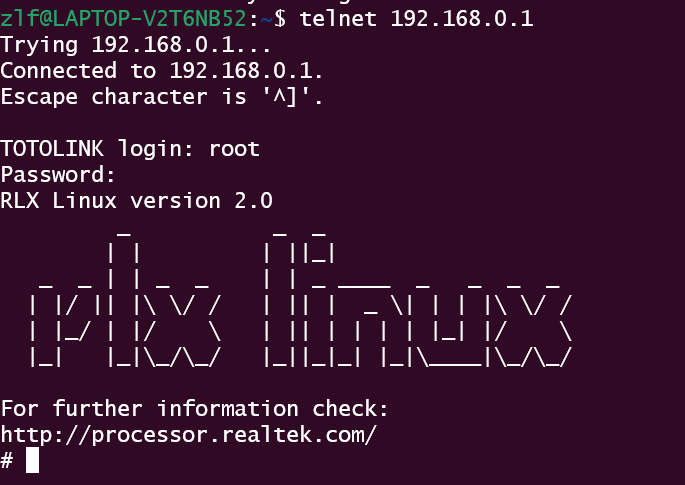 zlf@LAPTOP-V2T6NB52:~$ telnet 192.168.0.1
Trying 192.168.0.1...
Connected to 192.168.0.1.
Escape character is '^]'.
TOTOLINK login: root
Password:
RLX Linux version 2.0
rlx linux
For further information check:
http://processor.realtek.com/
#